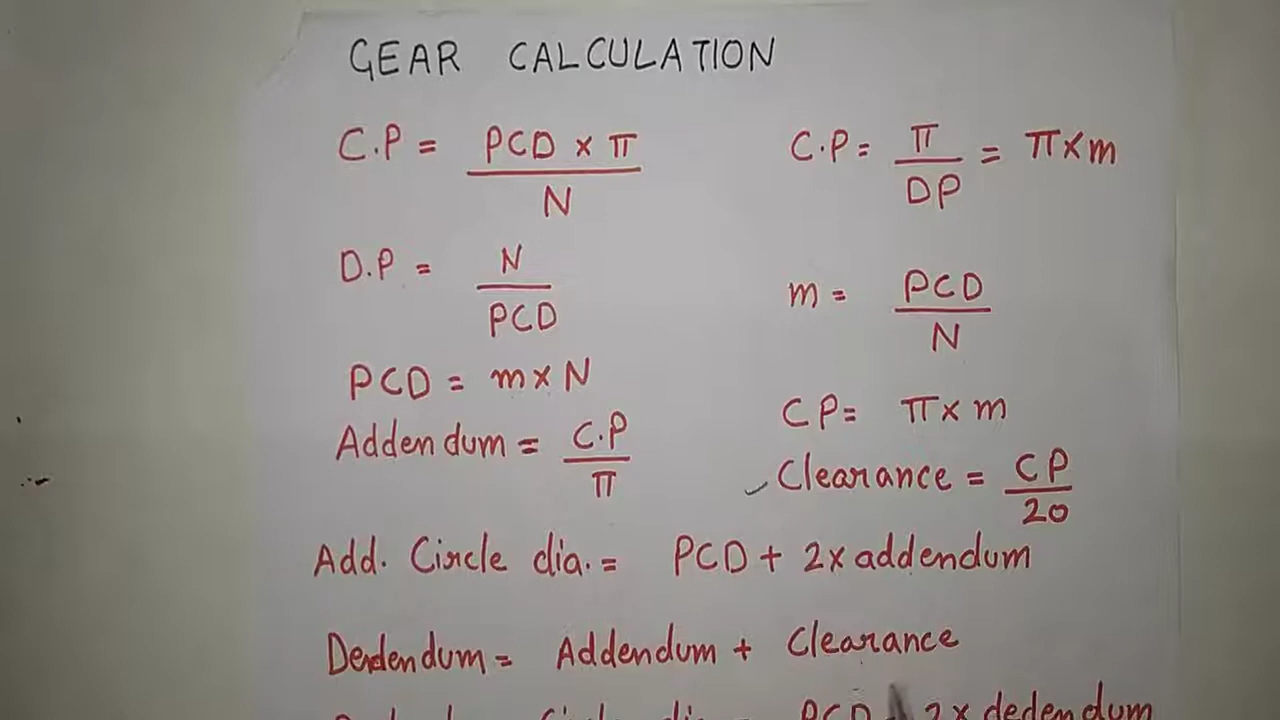 GEAR CALCULATION
C.P = PCD × π / N
C.P = π / DP = π × m
D.P = N / PCD
m = PCD / N
PCD = m × N
Addendum = C.P / π
CP = π × m
Clearance = CP / 20
Add. Circle dia. = PCD + 2 × addendum
Dedendum = Addendum + Clearance
PCD - 2 × dedendum